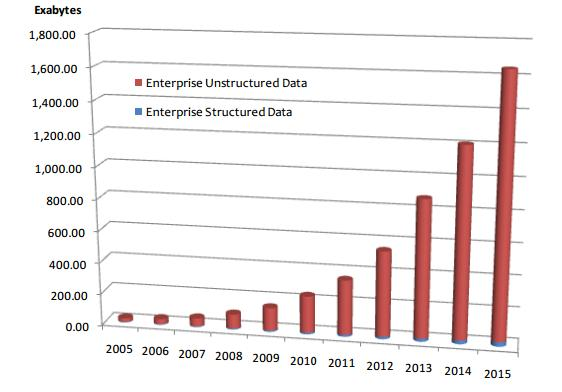 Exabytes
1,800.00
1,600.00
1,400.00
1,200.00
1,000.00
800.00
600.00
400.00
200.00
0.00
Enterprise Unstructured Data
Enterprise Structured Data
2005 2006 2007 2008 2009 2010 2011 2012 2013 2014 2015